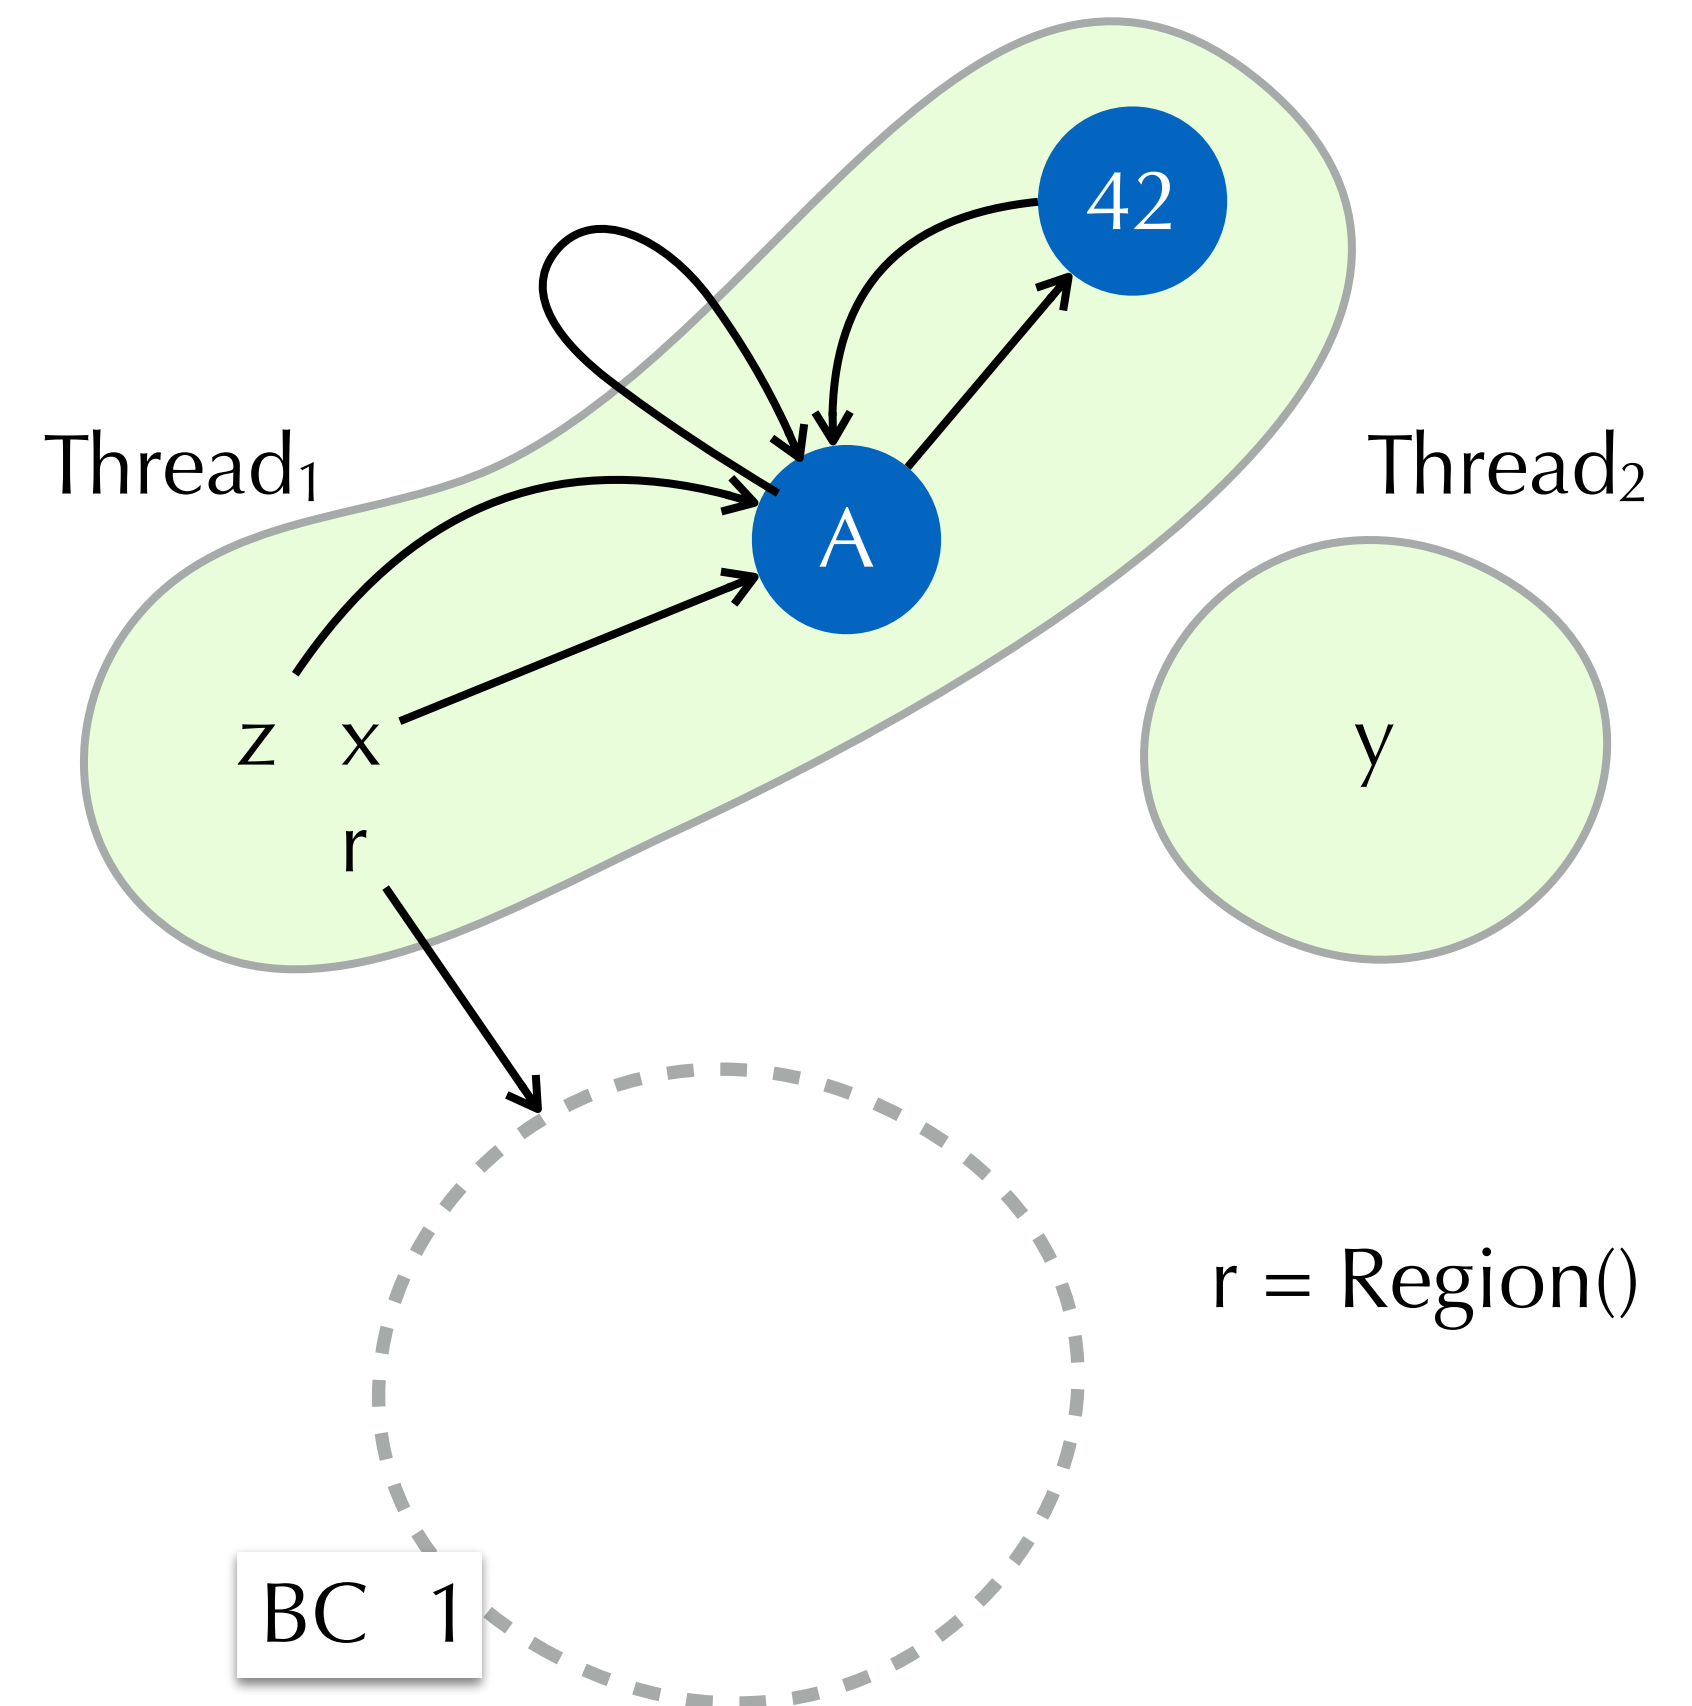 42
Thread₁
Thread₂
A
z x
y
r
r = Region()
BC 1